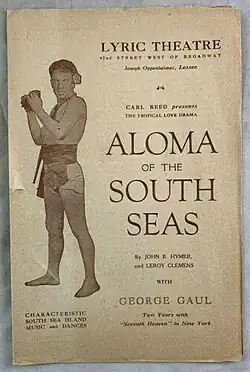 LYRIC THEATRE
42ND STREET WEST OF BROADWAY
Joseph Oppenheimer, Lessee
CARL REED presents
THE TROPICAL LOVE DRAMA
ALOMA
OF THE
SOUTH
SEAS
By JOHN B. HYMER,
and LEROY CLEMENS
WITH
GEORGE GAUL
Two Years with
"Seventh Heaven" in New York
CHARACTERISTIC
SOUTH SEA ISLAND
MUSIC and DANCES